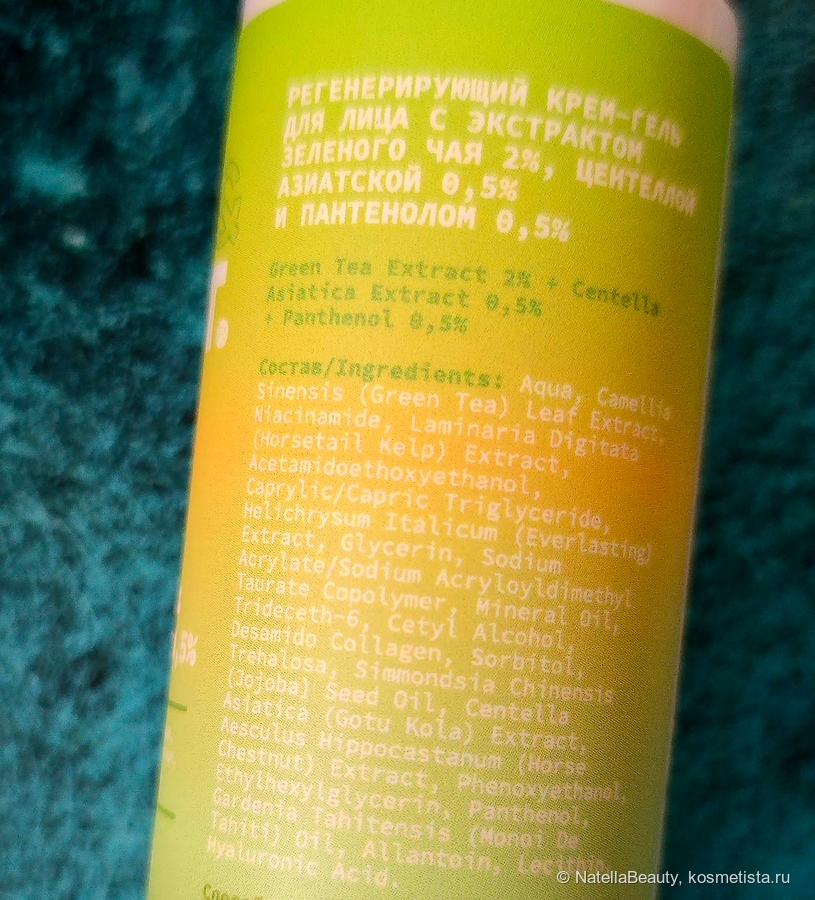 РЕГЕНЕРИРУЮЩИЙ КРЕМ-ГЕЛЬ
ДЛЯ ЛИЦА С ЭКСТРАКТОМ
ЗЕЛЕНОГО ЧАЯ 2%, ЦЕНТЕЛЛОЙ
АЗИАТСКОЙ 0,5%
И ПАНТЕНОЛОМ 0,5%
Green Tea Extract 2% + Centella
Asiatica Extract 0,5%
+ Panthenol 0,5%
Состав/Ingredients: Aqua, Camellia
Sinensis (Green Tea) Leaf Extract,
Niacinamide, Laminaria Digitata
(Horsetail Kelp) Extract,
Acetamidoethoxyethanol,
Caprylic/Capric Triglyceride,
Helichrysum Italicum (Everlasting)
Extract, Glycerin, Sodium
Acrylate/Sodium Acryloyldimethyl
Taurate Copolymer, Mineral Oil,
Trideceth-6, Cetyl Alcohol,
Desamido Collagen, Sorbitol,
Trehalosa, Simmondsia Chinensis
(Jojoba) Seed Oil, Centella
Asiatica (Gotu Kola) Extract,
Aesculus Hippocastanum (Horse
Chestnut) Extract, Phenoxyethanol,
Ethylhexylglycerin, Panthenol,
Gardenia Tahitensis (Monoi De
Tahiti) Oil, Allantoin, Lecithin,
Hyaluronic Acid.
Т.
,5%
© NatellaBeauty, kosmetista.ru